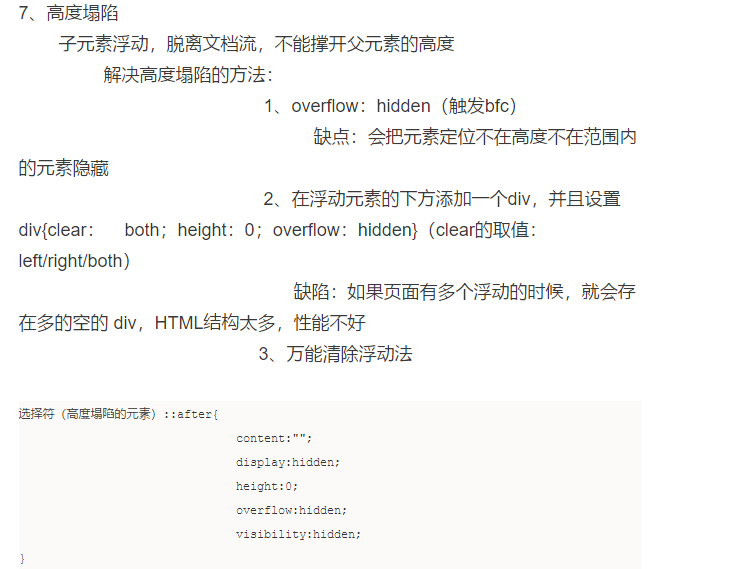 7、高度塌陷
子元素浮动，脱离文档流，不能撑开父元素的高度
解决高度塌陷的方法：
1、overflow：hidden（触发bfc）
缺点：会把元素定位不在高度不在范围内
的元素隐藏
2、在浮动元素的下方添加一个div，并且设置
div{clear： both；height：0；overflow：hidden}（clear的取值：
left/right/both）
缺陷：如果页面有多个浮动的时候，就会存
在多的空的 div，HTML结构太多，性能不好
3、万能清除浮动法
选择符（高度塌陷的元素）::after{
content:"";
display:hidden;
height:0;
overflow:hidden;
visibility:hidden;
}